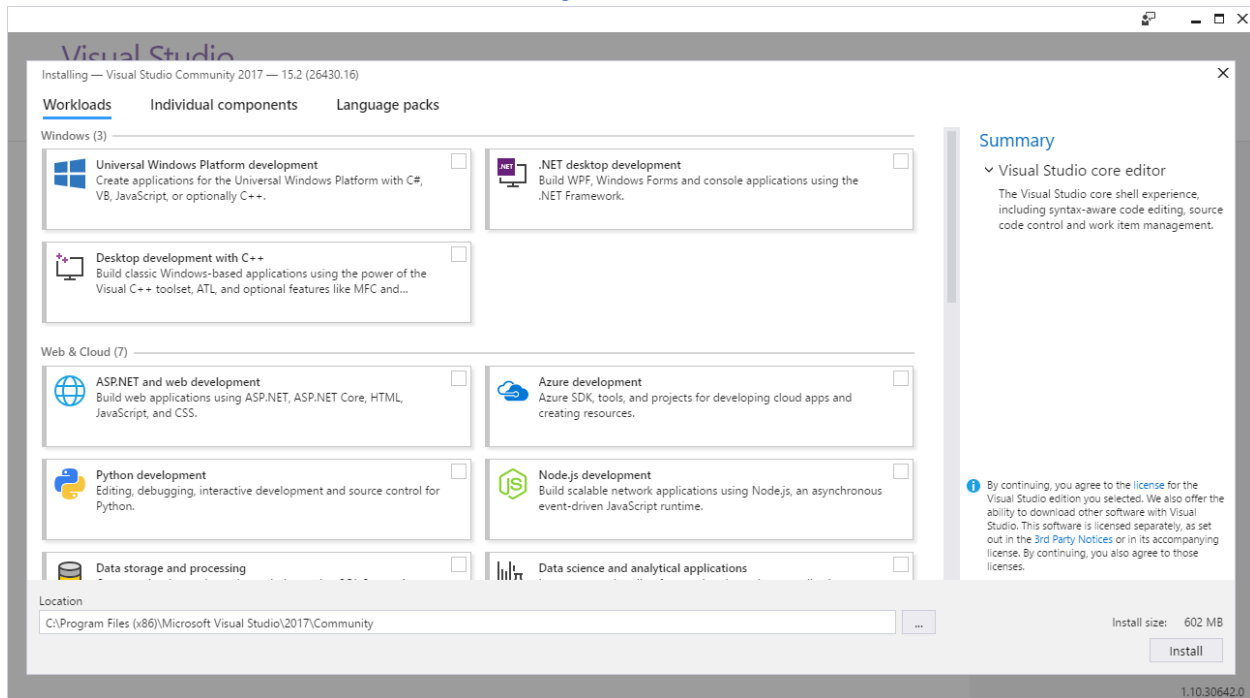 Visual Studio
Installing — Visual Studio Community 2017 — 15.2 (26430.16)
Workloads Individual components Language packs
Windows (3)
Universal Windows Platform development
Create applications for the Universal Windows Platform with C#,
VB, JavaScript, or optionally C++.
.NET
.NET desktop development
Build WPF, Windows Forms and console applications using the
.NET Framework.
Desktop development with C++
Build classic Windows-based applications using the power of the
Visual C++ toolset, ATL, and optional features like MFC and...
Web & Cloud (7)
ASP.NET and web development
Build web applications using ASP.NET, ASP.NET Core, HTML,
JavaScript, and CSS.
Azure development
Azure SDK, tools, and projects for developing cloud apps and
creating resources.
Python development
Editing, debugging, interactive development and source control for
Python.
JS
Node.js development
Build scalable network applications using Node.js, an asynchronous
event-driven JavaScript runtime.
Data storage and processing
Data science and analytical applications
Summary
Visual Studio core editor
The Visual Studio core shell experience,
including syntax-aware code editing, source
code control and work item management.
By continuing, you agree to the license for the
Visual Studio edition you selected. We also offer the
ability to download other software with Visual
Studio. This software is licensed separately, as set
out in the 3rd Party Notices or in its accompanying
license. By continuing, you also agree to those
licenses.
Location
C:\Program Files (x86)\Microsoft Visual Studio\2017\Community
...
Install size: 602 MB
Install
1.10.30642.0